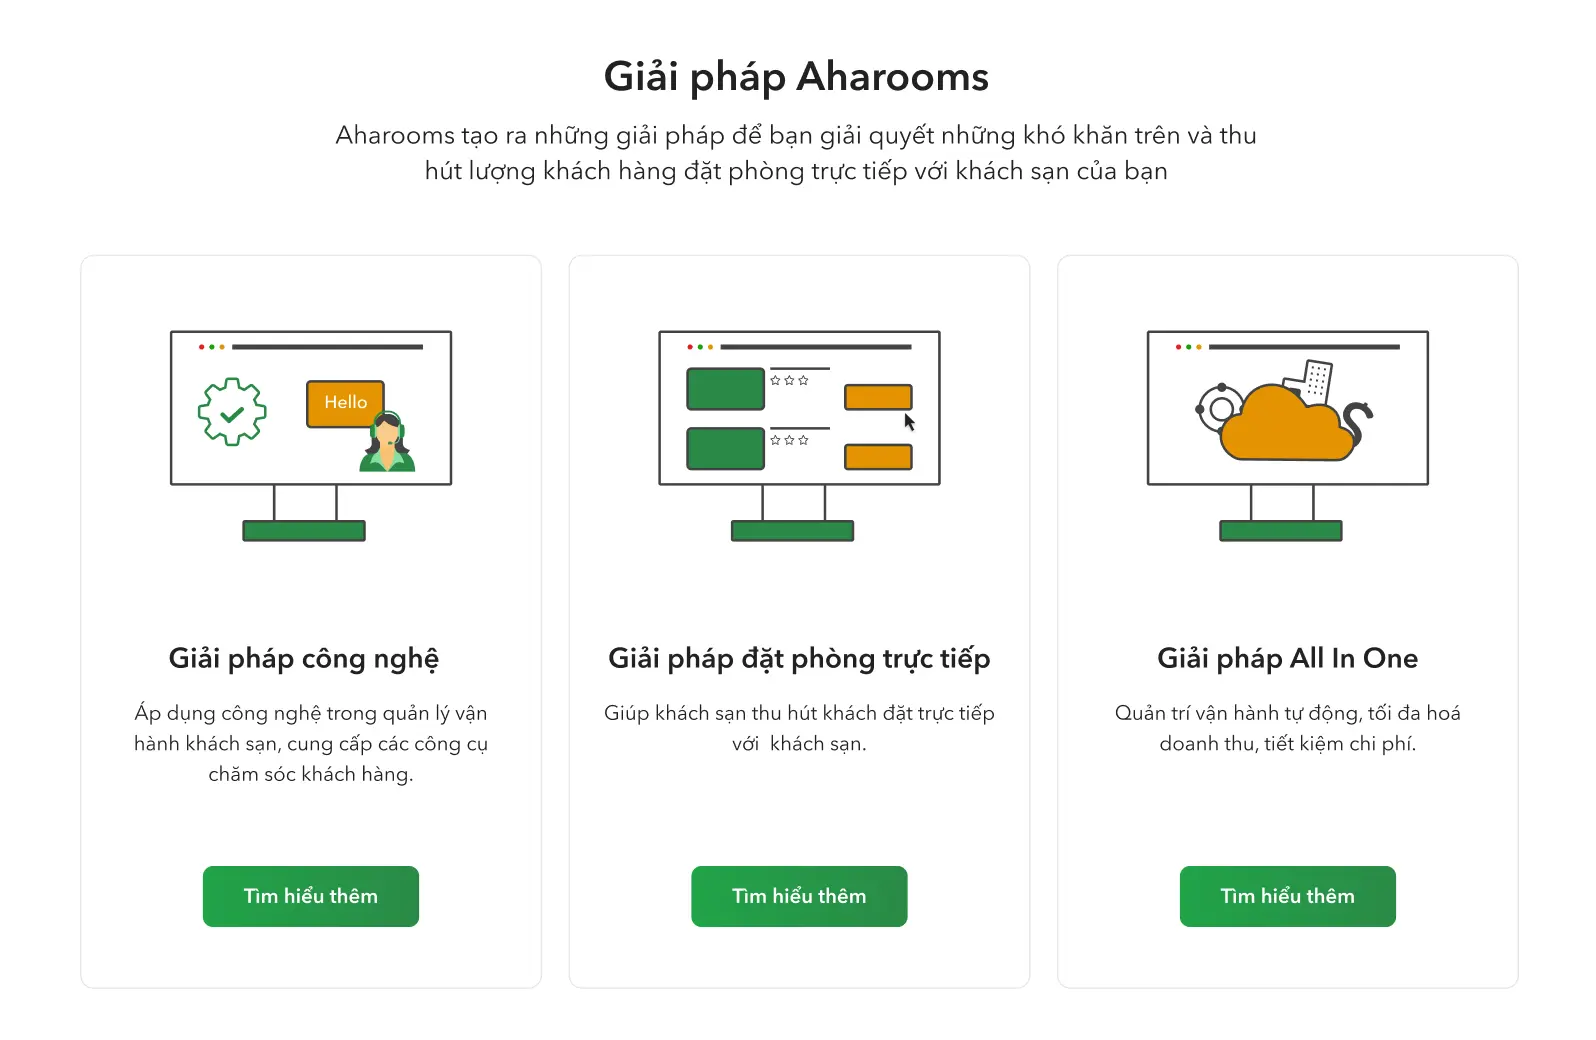 Giải pháp Aharooms
Aharooms tạo ra những giải pháp để bạn giải quyết những khó khăn trên và thu
hút lượng khách hàng đặt phòng trực tiếp với khách sạn của bạn
Hello
Giải pháp công nghệ
Áp dụng công nghệ trong quản lý vận
hành khách sạn, cung cấp các công cụ
chăm sóc khách hàng.
Tìm hiểu thêm
Giải pháp đặt phòng trực tiếp
Giúp khách sạn thu hút khách đặt trực tiếp
với  khách sạn.
Tìm hiểu thêm
Giải pháp All In One
Quản trí vận hành tự động, tối đa hoá
doanh thu, tiết kiệm chi phí.
Tìm hiểu thêm